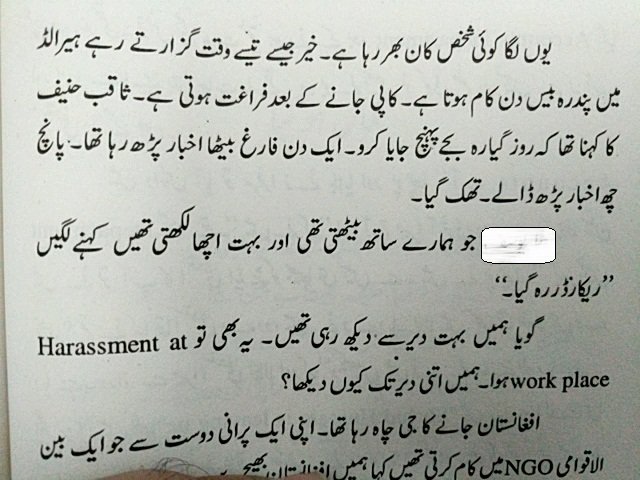 یوں لگا کوئی شخص کان بھر رہا ہے۔ خیر جیسے تیسے وقت گزارتے رہے ہیرالڈ
میں پندرہ بیس دن کام ہوتا ہے۔ کاپی جانے کے بعد فراغت ہوتی ہے۔ ثاقب حنیف
کا کہنا تھا کہ روز گیارہ بجے پہنچ جایا کرو۔ ایک دن فارغ بیٹھا اخبار پڑھ رہا تھا۔ پانچ
چھ اخبار پڑھ ڈالے۔ تھک گیا۔
جو ہمارے ساتھ بیٹھتی تھی اور بہت اچھا لکھتی تھیں کہنے لگیں
”ریکارڈر رہ گیا۔“
گویا ہمیں بہت دیر سے دیکھ رہی تھیں۔ یہ بھی تو Harassment at
work place ہوا۔ ہمیں اتنی دیر تک کیوں دیکھا؟
افغانستان جانے کا جی چاہ رہا تھا۔ اپنی ایک پرانی دوست سے جو ایک بین
الاقوامی NGO میں کام کرتی تھیں کہا ہمیں افغانستان بھیجے